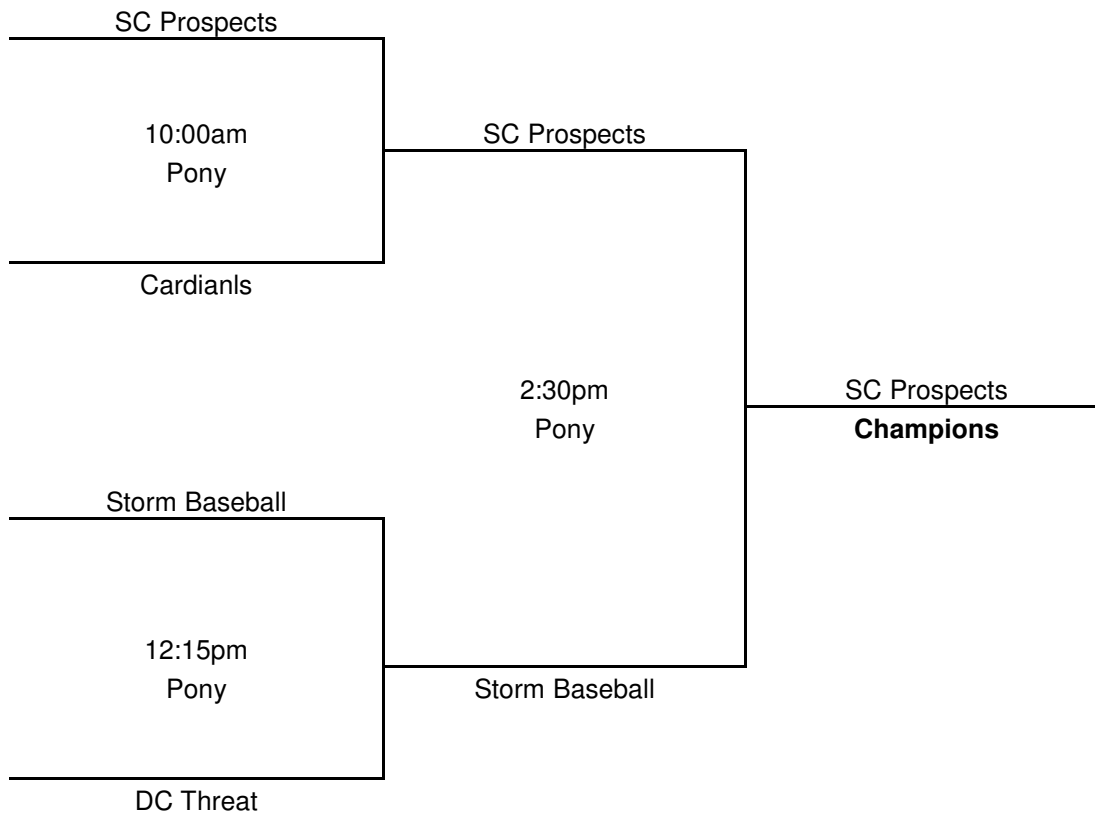 SC Prospects
10:00am
Pony
SC Prospects
Cardianls
2:30pm
Pony
SC Prospects
Champions
Storm Baseball
12:15pm
Pony
Storm Baseball
DC Threat